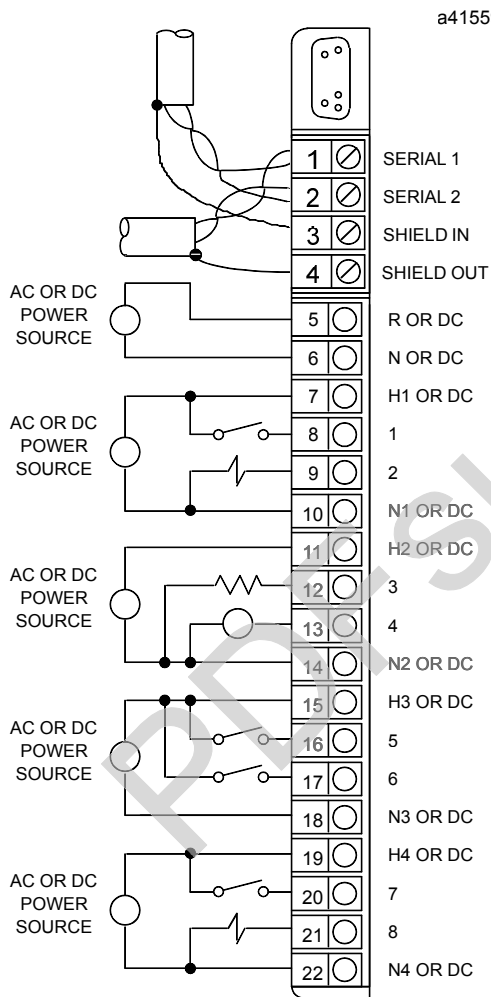 a4155
1 SERIAL 1
2 SERIAL 2
3 SHIELD IN
4 SHIELD OUT
AC OR DC
POWER
SOURCE
5 R OR DC
6 N OR DC
AC OR DC
POWER
SOURCE
7 H1 OR DC
8 1
9 2
10 N1 OR DC
AC OR DC
POWER
SOURCE
11 H2 OR DC
12 3
13 4
14 N2 OR DC
AC OR DC
POWER
SOURCE
15 H3 OR DC
16 5
17 6
18 N3 OR DC
AC OR DC
POWER
SOURCE
19 H4 OR DC
20 7
21 8
22 N4 OR DC